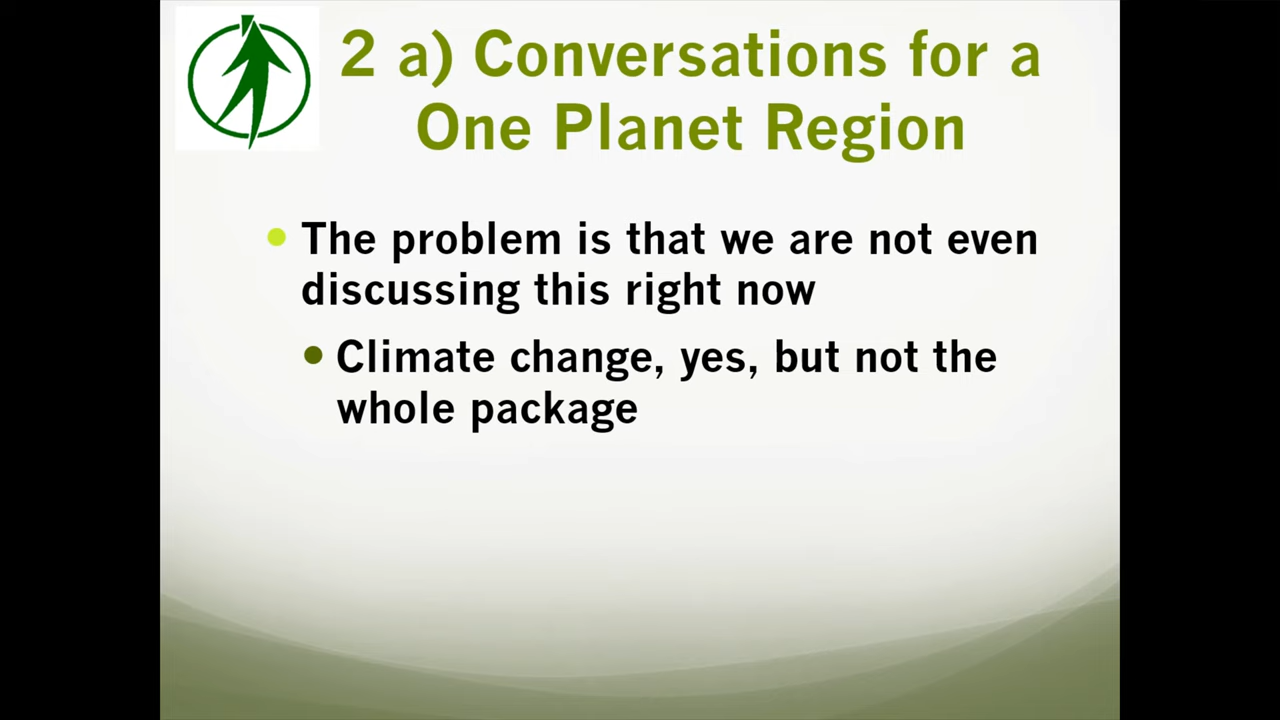 2 a) Conversations for a
One Planet Region
The problem is that we are not even
discussing this right now
Climate change, yes, but not the
whole package